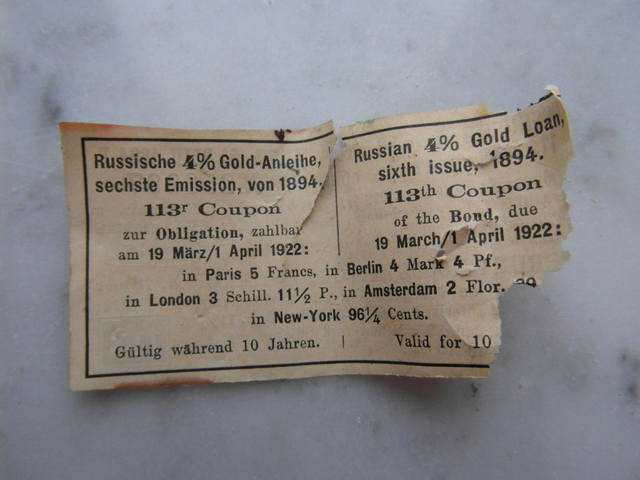 Russische 4% Gold-Anleihe,
sechste Emission, von 1894.
113r Coupon
zur Obligation, zahlbar
am 19 März/1 April 1922:
Russian 4% Gold Loan,
sixth issue, 1894.
113th Coupon
of the Bond, due
19 March/1 April 1922:
in Paris 5 Francs, in Berlin 4 Mark 4 Pf.,
in London 3 Schill. 11½ P., in Amsterdam 2 Flor.
in New-York 96¼ Cents.
Gültig während 10 Jahren. | Valid for 10